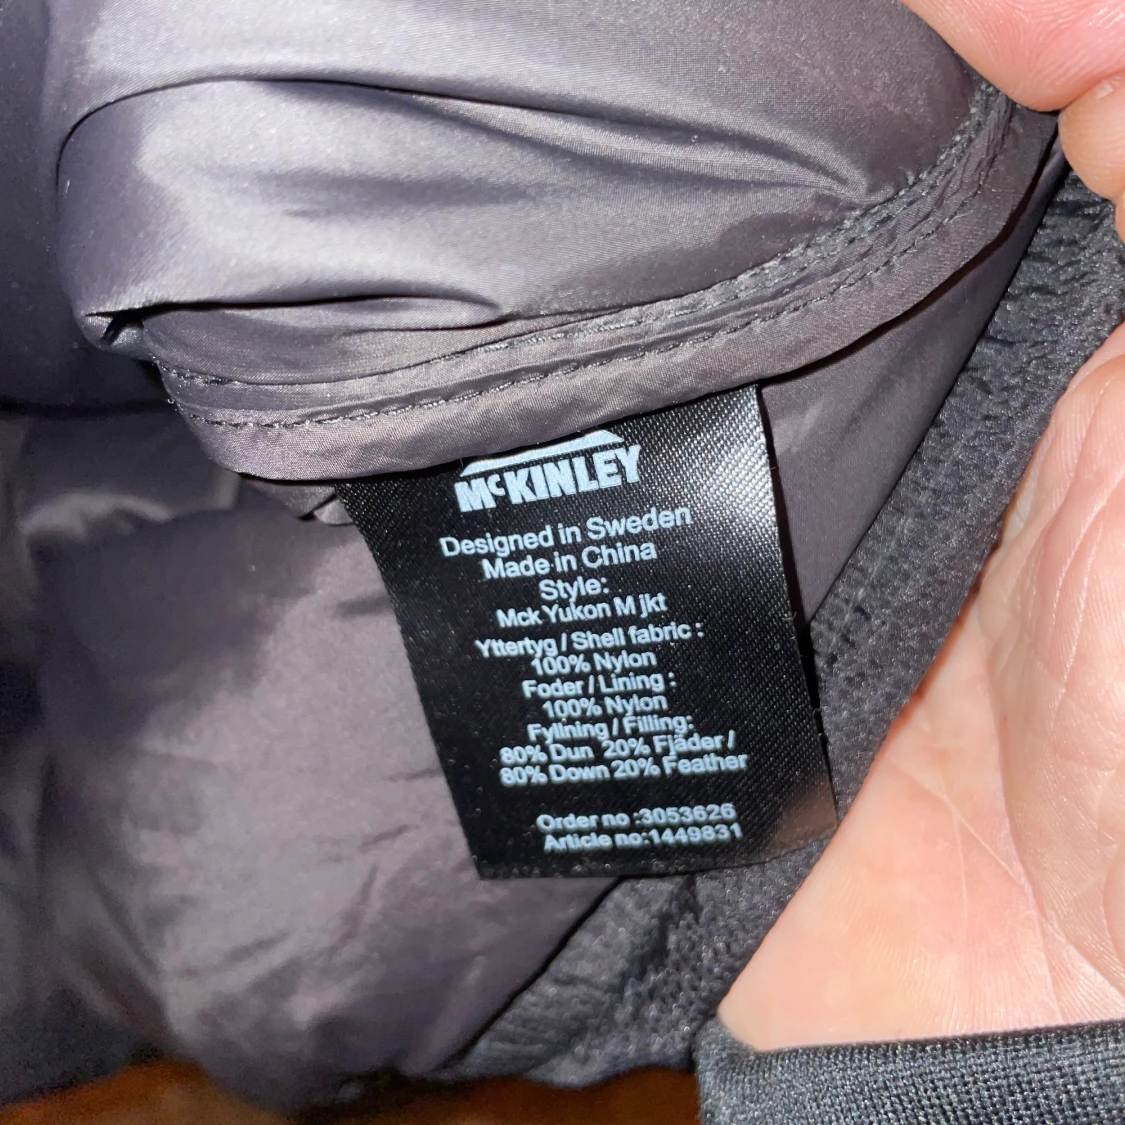 McKINLEY
Designed in Sweden
Made in China
Style:
Mck Yukon M jkt
Yttertyg / Shell fabric :
100% Nylon
Foder / Lining :
100% Nylon
Fyllning / Filling:
80% Dun 20% Fjäder /
80% Down 20% Feather
Order no :3053626
Article no:1449831